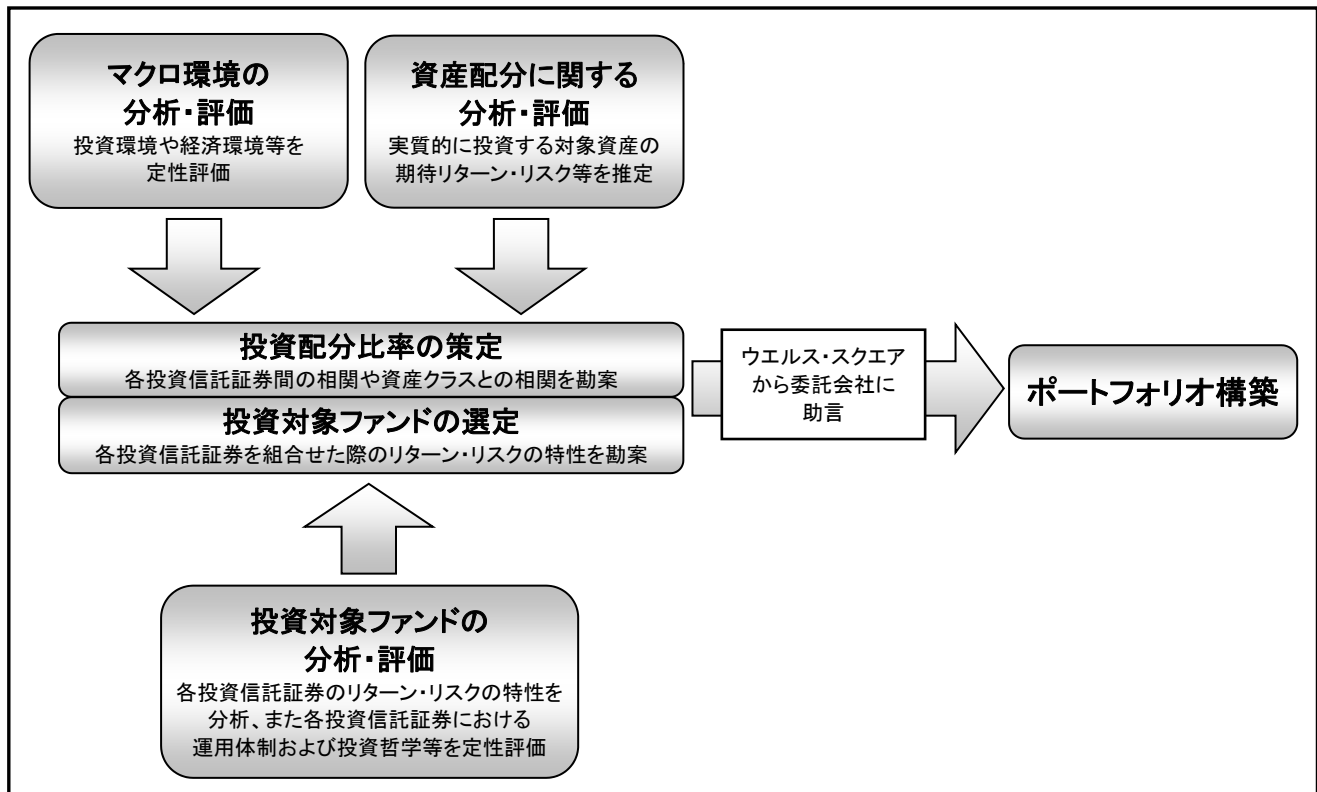 マクロ環境の
分析・評価
投資環境や経済環境等を
定性評価
資産配分に関する
分析・評価
実質的に投資する対象資産の
期待リターン・リスク等を推定
投資配分比率の策定
各投資信託証券間の相関や資産クラスとの相関を勘案
投資対象ファンドの選定
各投資信託証券を組合せた際のリターン・リスクの特性を勘案
ウエルス・スクエア
から委託会社に
助言
ポートフォリオ構築
投資対象ファンドの
分析・評価
各投資信託証券のリターン・リスクの特性を
分析、また各投資信託証券における
運用体制および投資哲学等を定性評価